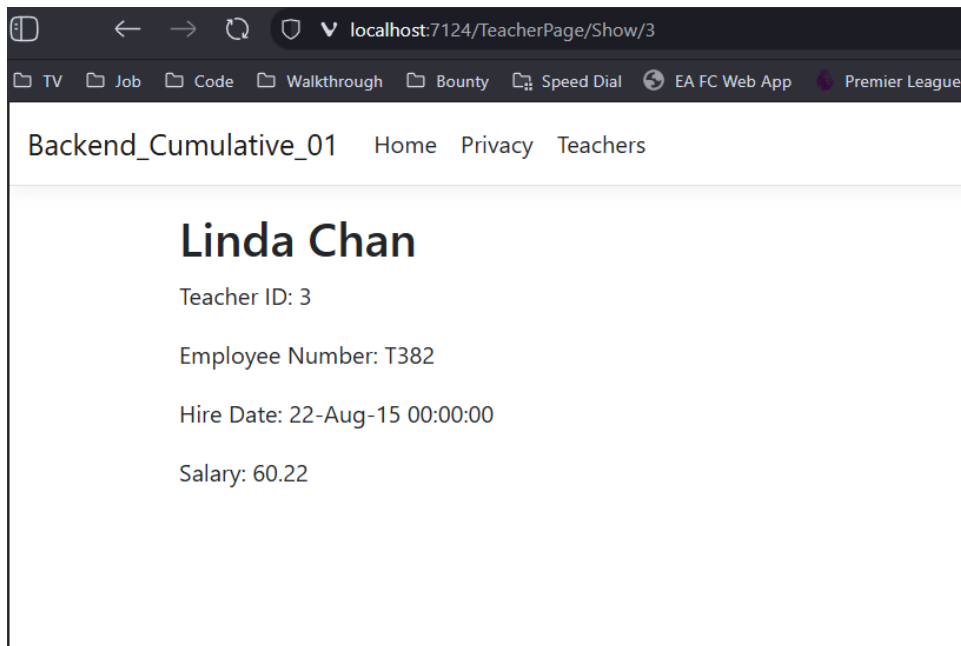 localhost:7124/TeacherPage/Show/3
TV Job Code Walkthrough Bounty Speed Dial EA FC Web App Premier League
Backend_Cumulative_01 Home Privacy Teachers
Linda Chan
Teacher ID: 3
Employee Number: T382
Hire Date: 22-Aug-15 00:00:00
Salary: 60.22